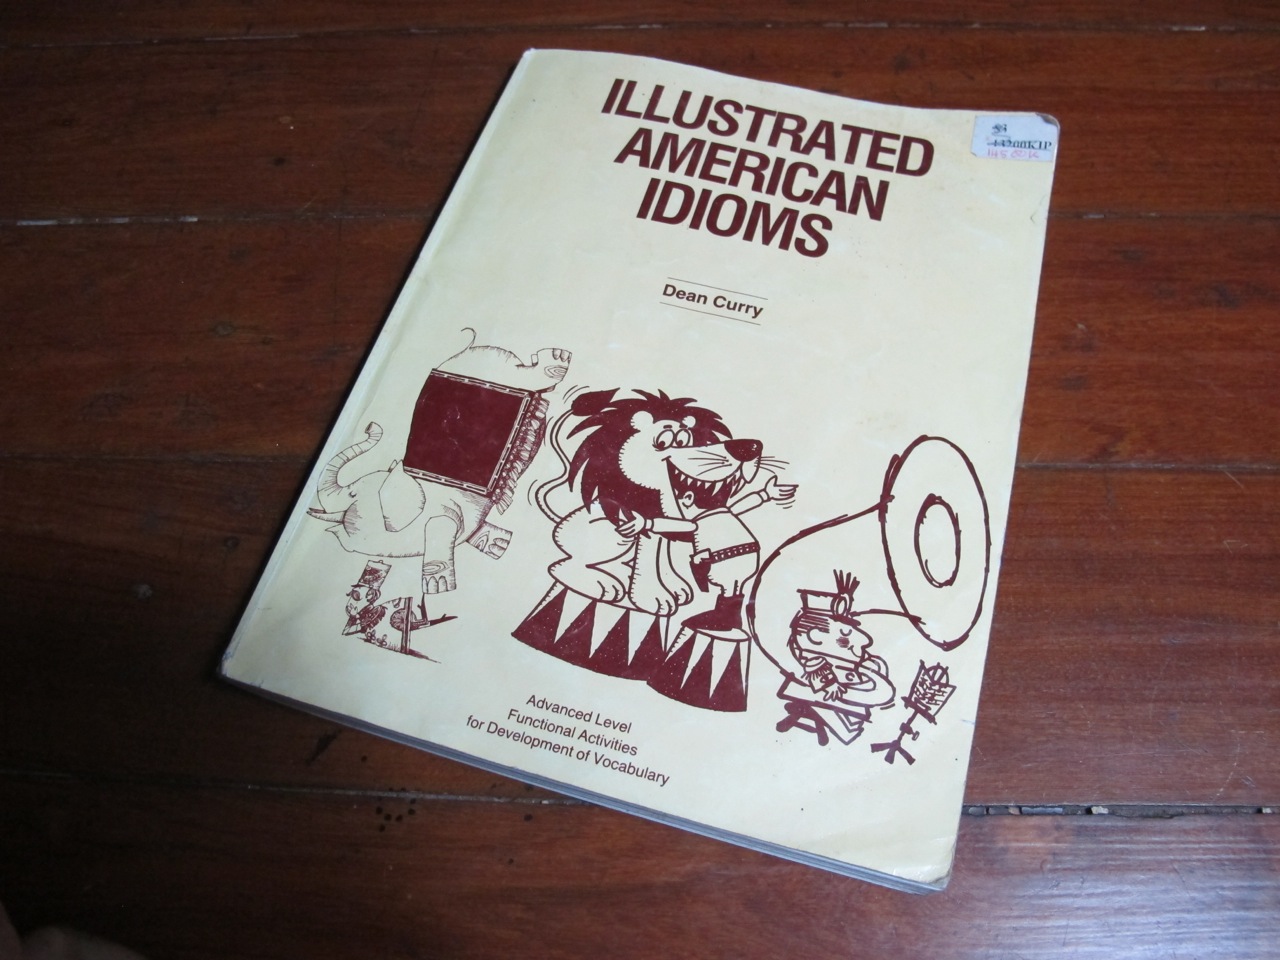 ILLUSTRATED
AMERICAN
IDIOMS
Dean Curry
Advanced Level
Functional Activities
for Development of Vocabulary